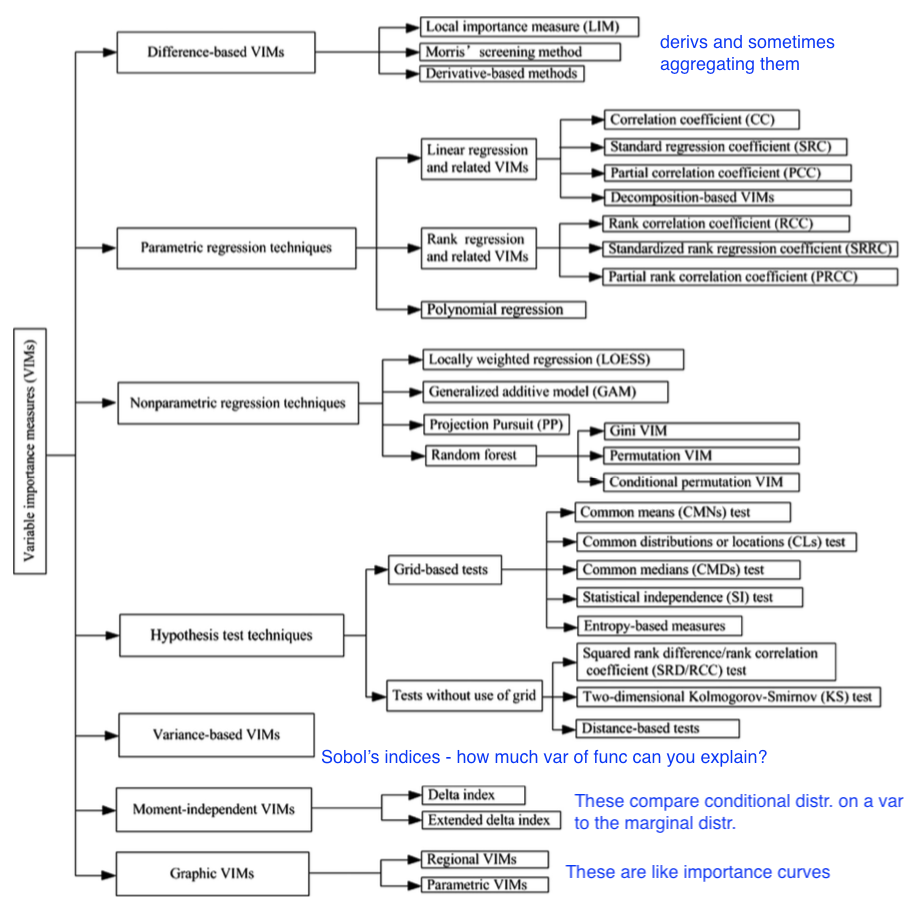 Variable importance measures (VIMs)
Difference-based VIMs
Local importance measure (LIM)
Morris' screening method
Derivative-based methods
derivs and sometimes
aggregating them
Parametric regression techniques
Linear regression
and related VIMs
Correlation coefficient (CC)
Standard regression coefficient (SRC)
Partial correlation coefficient (PCC)
Decomposition-based VIMs
Rank regression
and related VIMs
Rank correlation coefficient (RCC)
Standardized rank regression coefficient (SRRC)
Partial rank correlation coefficient (PRCC)
Polynomial regression
Nonparametric regression techniques
Locally weighted regression (LOESS)
Generalized additive model (GAM)
Projection Pursuit (PP)
Random forest
Gini VIM
Permutation VIM
Conditional permutation VIM
Hypothesis test techniques
Grid-based tests
Common means (CMNs) test
Common distributions or locations (CLs) test
Common medians (CMDs) test
Statistical independence (SI) test
Entropy-based measures
Tests without use of grid
Squared rank difference/rank correlation
coefficient (SRD/RCC) test
Two-dimensional Kolmogorov-Smirnov (KS) test
Distance-based tests
Variance-based VIMs
Sobol's indices - how much var of func can you explain?
Moment-independent VIMs
Delta index
Extended delta index
These compare conditional distr. on a var
to the marginal distr.
Graphic VIMs
Regional VIMs
Parametric VIMs
These are like importance curves